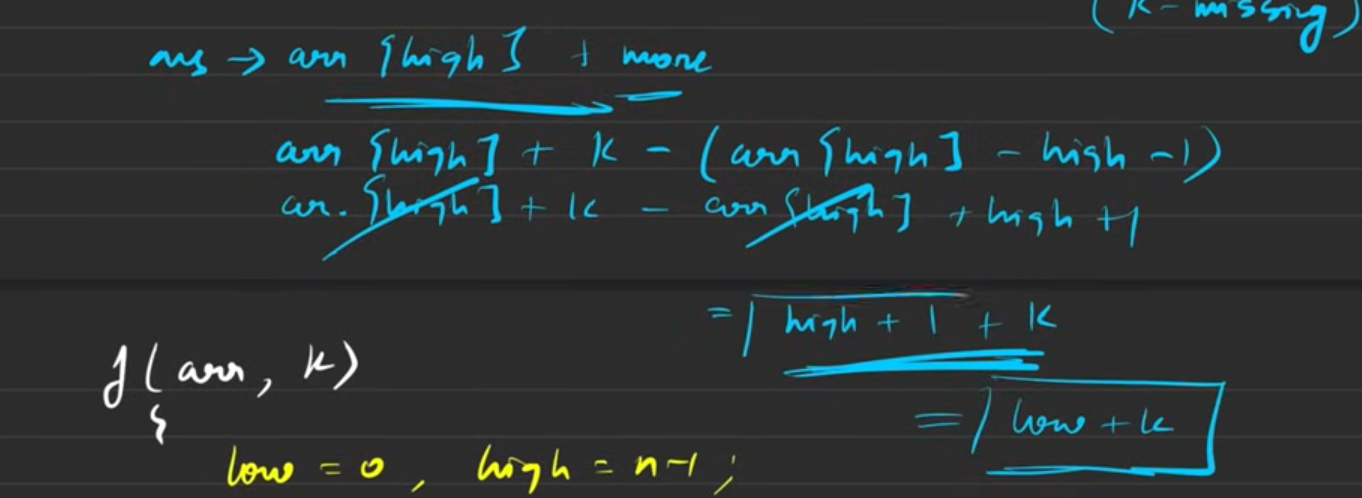 (k - missing)
ans → arr [high] + more
arr [high] + k - (arr [high] - high - 1)
arr. [high] + k - arr [high] + high + 1
= high + 1 + k
f(arr, k)
= low + k
{
low = 0, high = n-1;